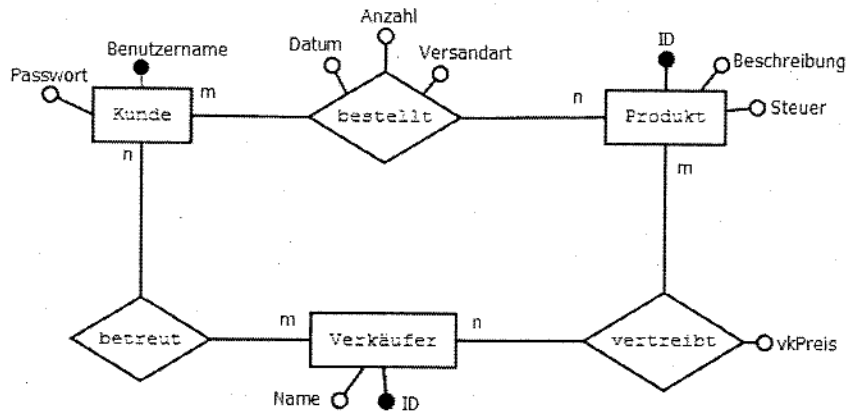 Anzahl
Datum
Versandart
Benutzername
Passwort
ID
Beschreibung
Steuer
Kunde
m
bestellt
n
Produkt
n
m
betreut
m
Verkäufer
n
vertreibt
vkPreis
Name
ID